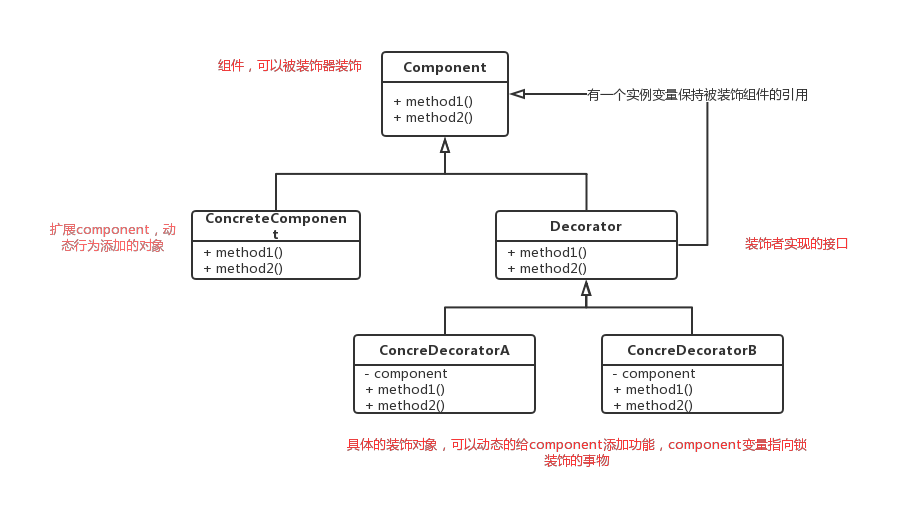 组件，可以被装饰器装饰
Component
+ method1()
+ method2()
有一个实例变量保持被装饰组件的引用
扩展component，动
态行为添加的对象
ConcreteComponen
t
+ method1()
+ method2()
Decorator
+ method1()
+ method2()
装饰者实现的接口
ConcreDecoratorA
- component
+ method1()
+ method2()
ConcreDecoratorB
- component
+ method1()
+ method2()
具体的装饰对象，可以动态的给component添加功能，component变量指向锁
装饰的事物